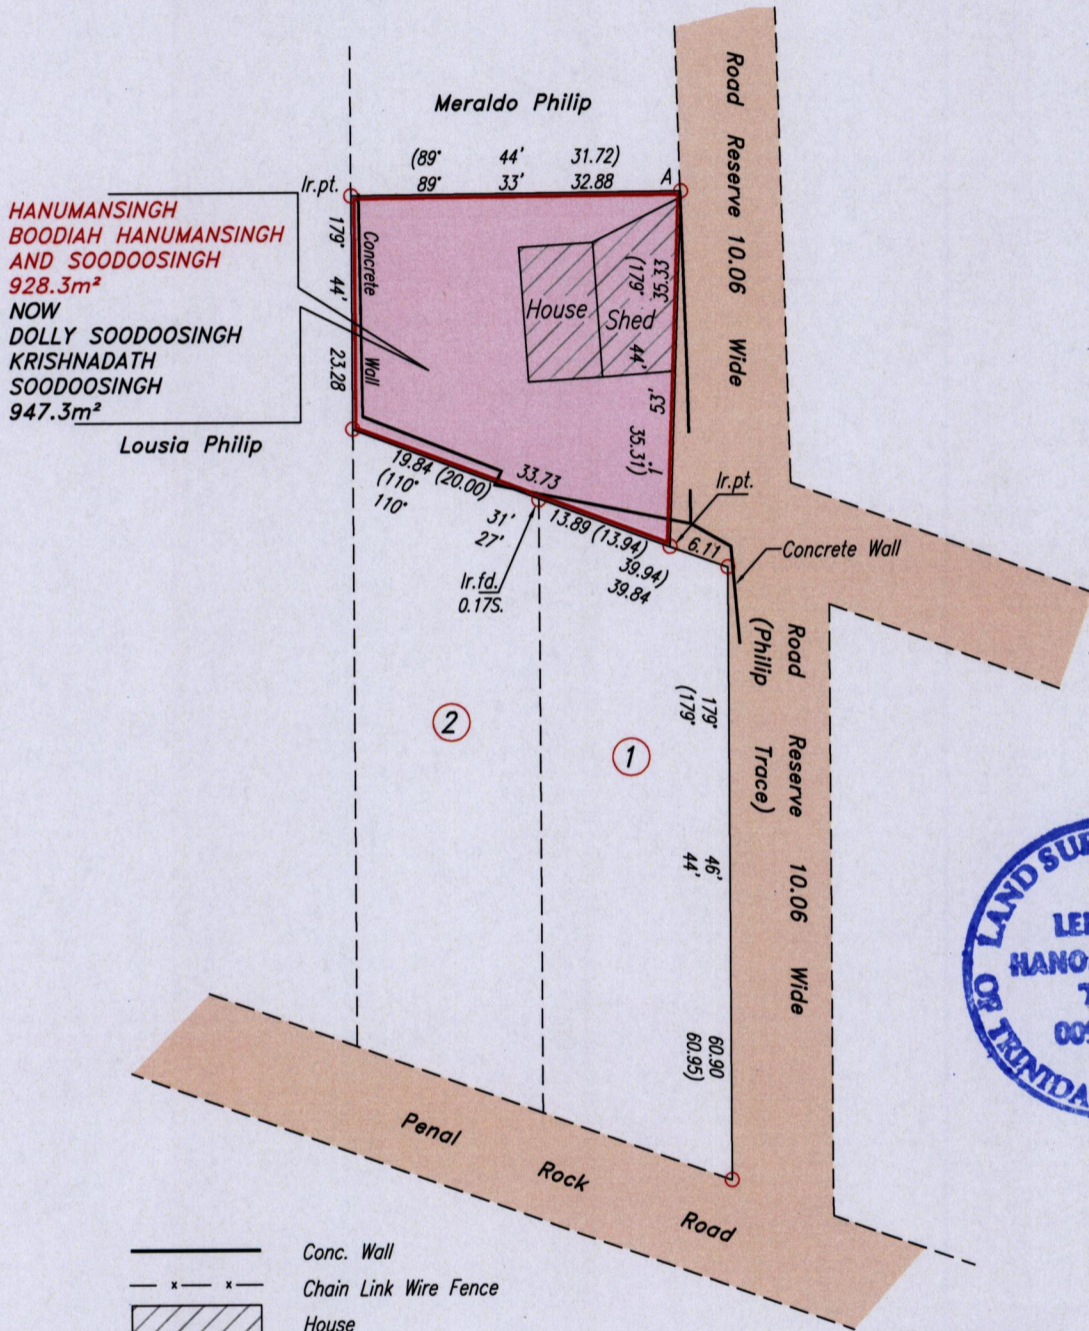 Meraldo Philip
(89° 44' 31.72)
89° 33' 32.88
Ir.pt.
A
HANUMANSINGH
BOODIAH HANUMANSINGH
AND SOODOOSINGH
928.3m²
NOW
DOLLY SOODOOSINGH
KRISHNADATH
SOODOOSINGH
947.3m²
Lousia Philip
179° 44' 23.28
Concrete Wall
House
Shed
35.33
(179° 44' 35.31)
53'
Road Reserve 10.06 Wide
19.84 (20.00)
33.73
13.89 (13.94)
(110° 31' 39.94)
110° 27' 39.84
Ir.fd.
0.17S.
Ir.pt.
6.11
Concrete Wall
Road Reserve 10.06 Wide
(Philip Trace)
179° 46' 60.90
(179° 44' 60.95)
2
1
Penal Rock Road
LAND SUR
TRINIDA
HANO
Conc. Wall
Chain Link Wire Fence
House